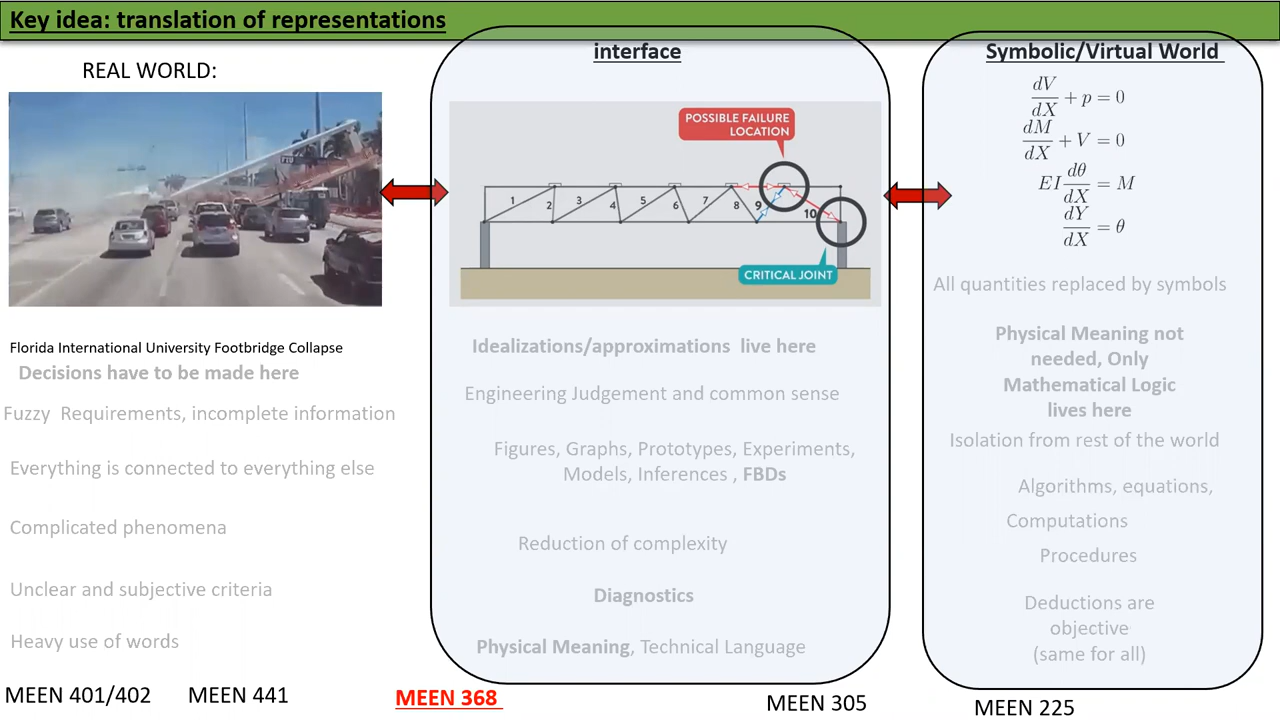 Key idea: translation of representations
REAL WORLD:
FIU
Florida International University Footbridge Collapse
Decisions have to be made here
Fuzzy  Requirements, incomplete information
Everything is connected to everything else
Complicated phenomena
Unclear and subjective criteria
Heavy use of words
interface
POSSIBLE FAILURE
LOCATION
1 2 3 4 5 6 7 8 9 10
CRITICAL JOINT
Idealizations/approximations  live here
Engineering Judgement and common sense
Figures, Graphs, Prototypes, Experiments,
Models, Inferences , FBDs
Reduction of complexity
Diagnostics
Physical Meaning, Technical Language
Symbolic/Virtual World
dV/dX + p = 0
dM/dX + V = 0
EI dθ/dX = M
dY/dX = θ
All quantities replaced by symbols
Physical Meaning not
needed, Only
Mathematical Logic
lives here
Isolation from rest of the world
Algorithms, equations,
Computations
Procedures
Deductions are
objective
(same for all)
MEEN 401/402 MEEN 441 MEEN 368 MEEN 305 MEEN 225